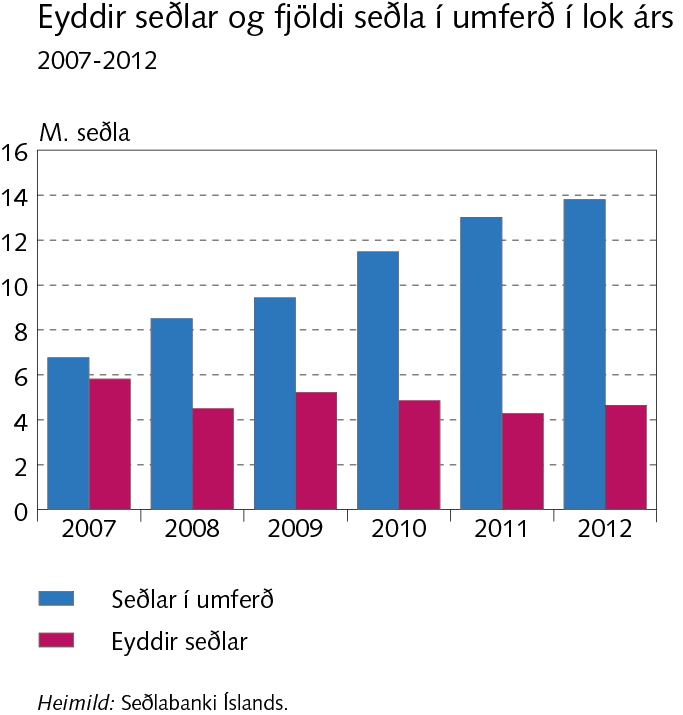 Eyddir seðlar og fjöldi seðla í umferð í lok árs
2007-2012
M. seðla
16
14
12
10
8
6
4
2
0
2007 2008 2009 2010 2011 2012
Seðlar í umferð
Eyddir seðlar
Heimild: Seðlabanki Íslands.